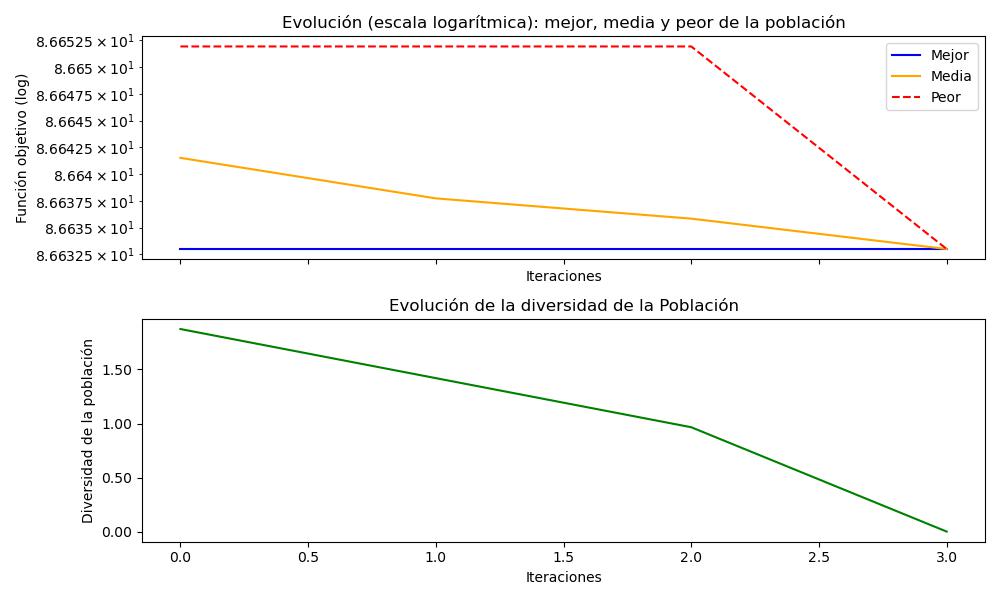 Evolución (escala logarítmica): mejor, media y peor de la población
8.66525 × 10¹
8.665 × 10¹
8.66475 × 10¹
8.6645 × 10¹
8.66425 × 10¹
8.664 × 10¹
8.66375 × 10¹
8.6635 × 10¹
8.66325 × 10¹
Función objetivo (log)
Mejor
Media
Peor
Iteraciones
Evolución de la diversidad de la Población
Diversidad de la población
1.50
1.00
0.50
0.00
0.0 0.5 1.0 1.5 2.0 2.5 3.0
Iteraciones